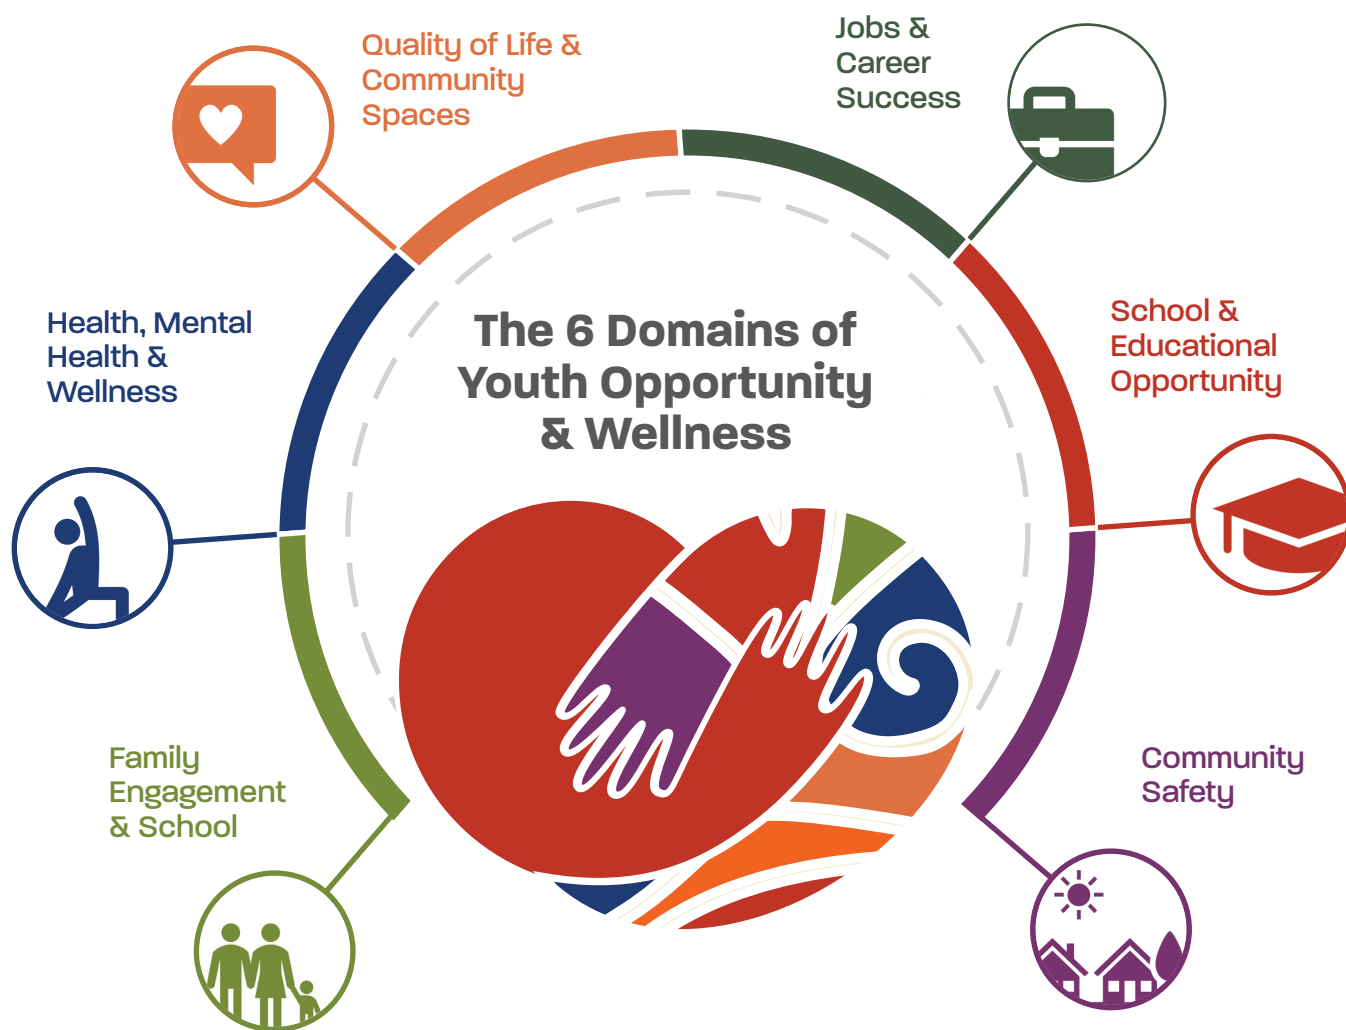 Quality of Life &
Community
Spaces
Jobs &
Career
Success
Health, Mental
Health &
Wellness
The 6 Domains of
Youth Opportunity
& Wellness
School &
Educational
Opportunity
Family
Engagement
& School
Community
Safety